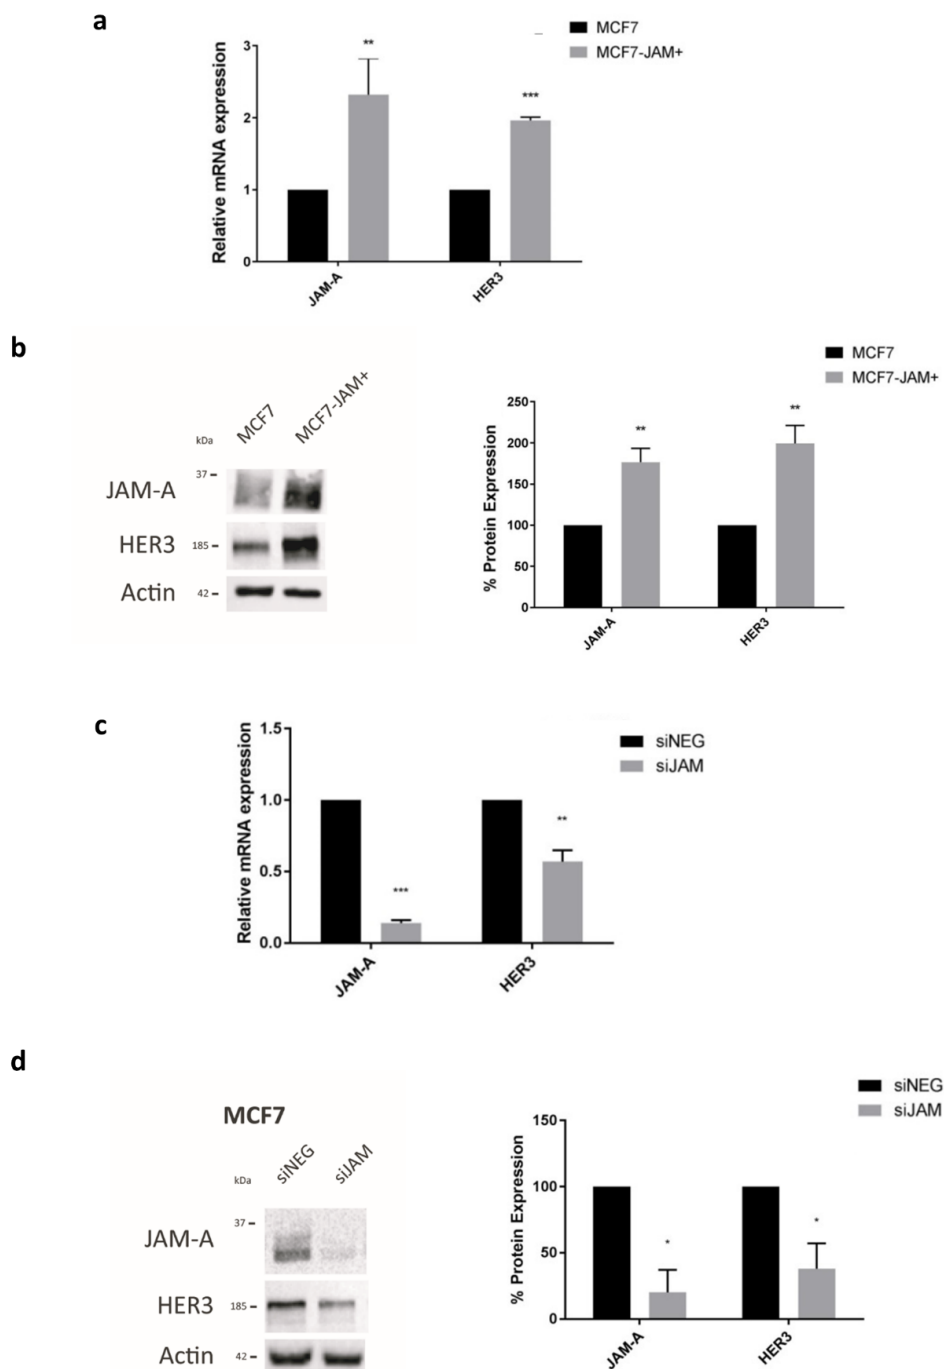 a
MCF7
MCF7-JAM+
Relative mRNA expression
3
2
1
0
**
***
JAM-A
HER3
b
MCF7
MCF7-JAM+
kDa
37
JAM-A
HER3
185
Actin
42
MCF7
MCF7-JAM+
% Protein Expression
250
200
150
100
50
0
**
**
JAM-A
HER3
c
siNEG
siJAM
Relative mRNA expression
1.5
1.0
0.5
0.0
***
**
JAM-A
HER3
d
MCF7
siNEG
siJAM
kDa
37
JAM-A
HER3
185
Actin
42
siNEG
siJAM
% Protein Expression
150
100
50
0
*
*
JAM-A
HER3